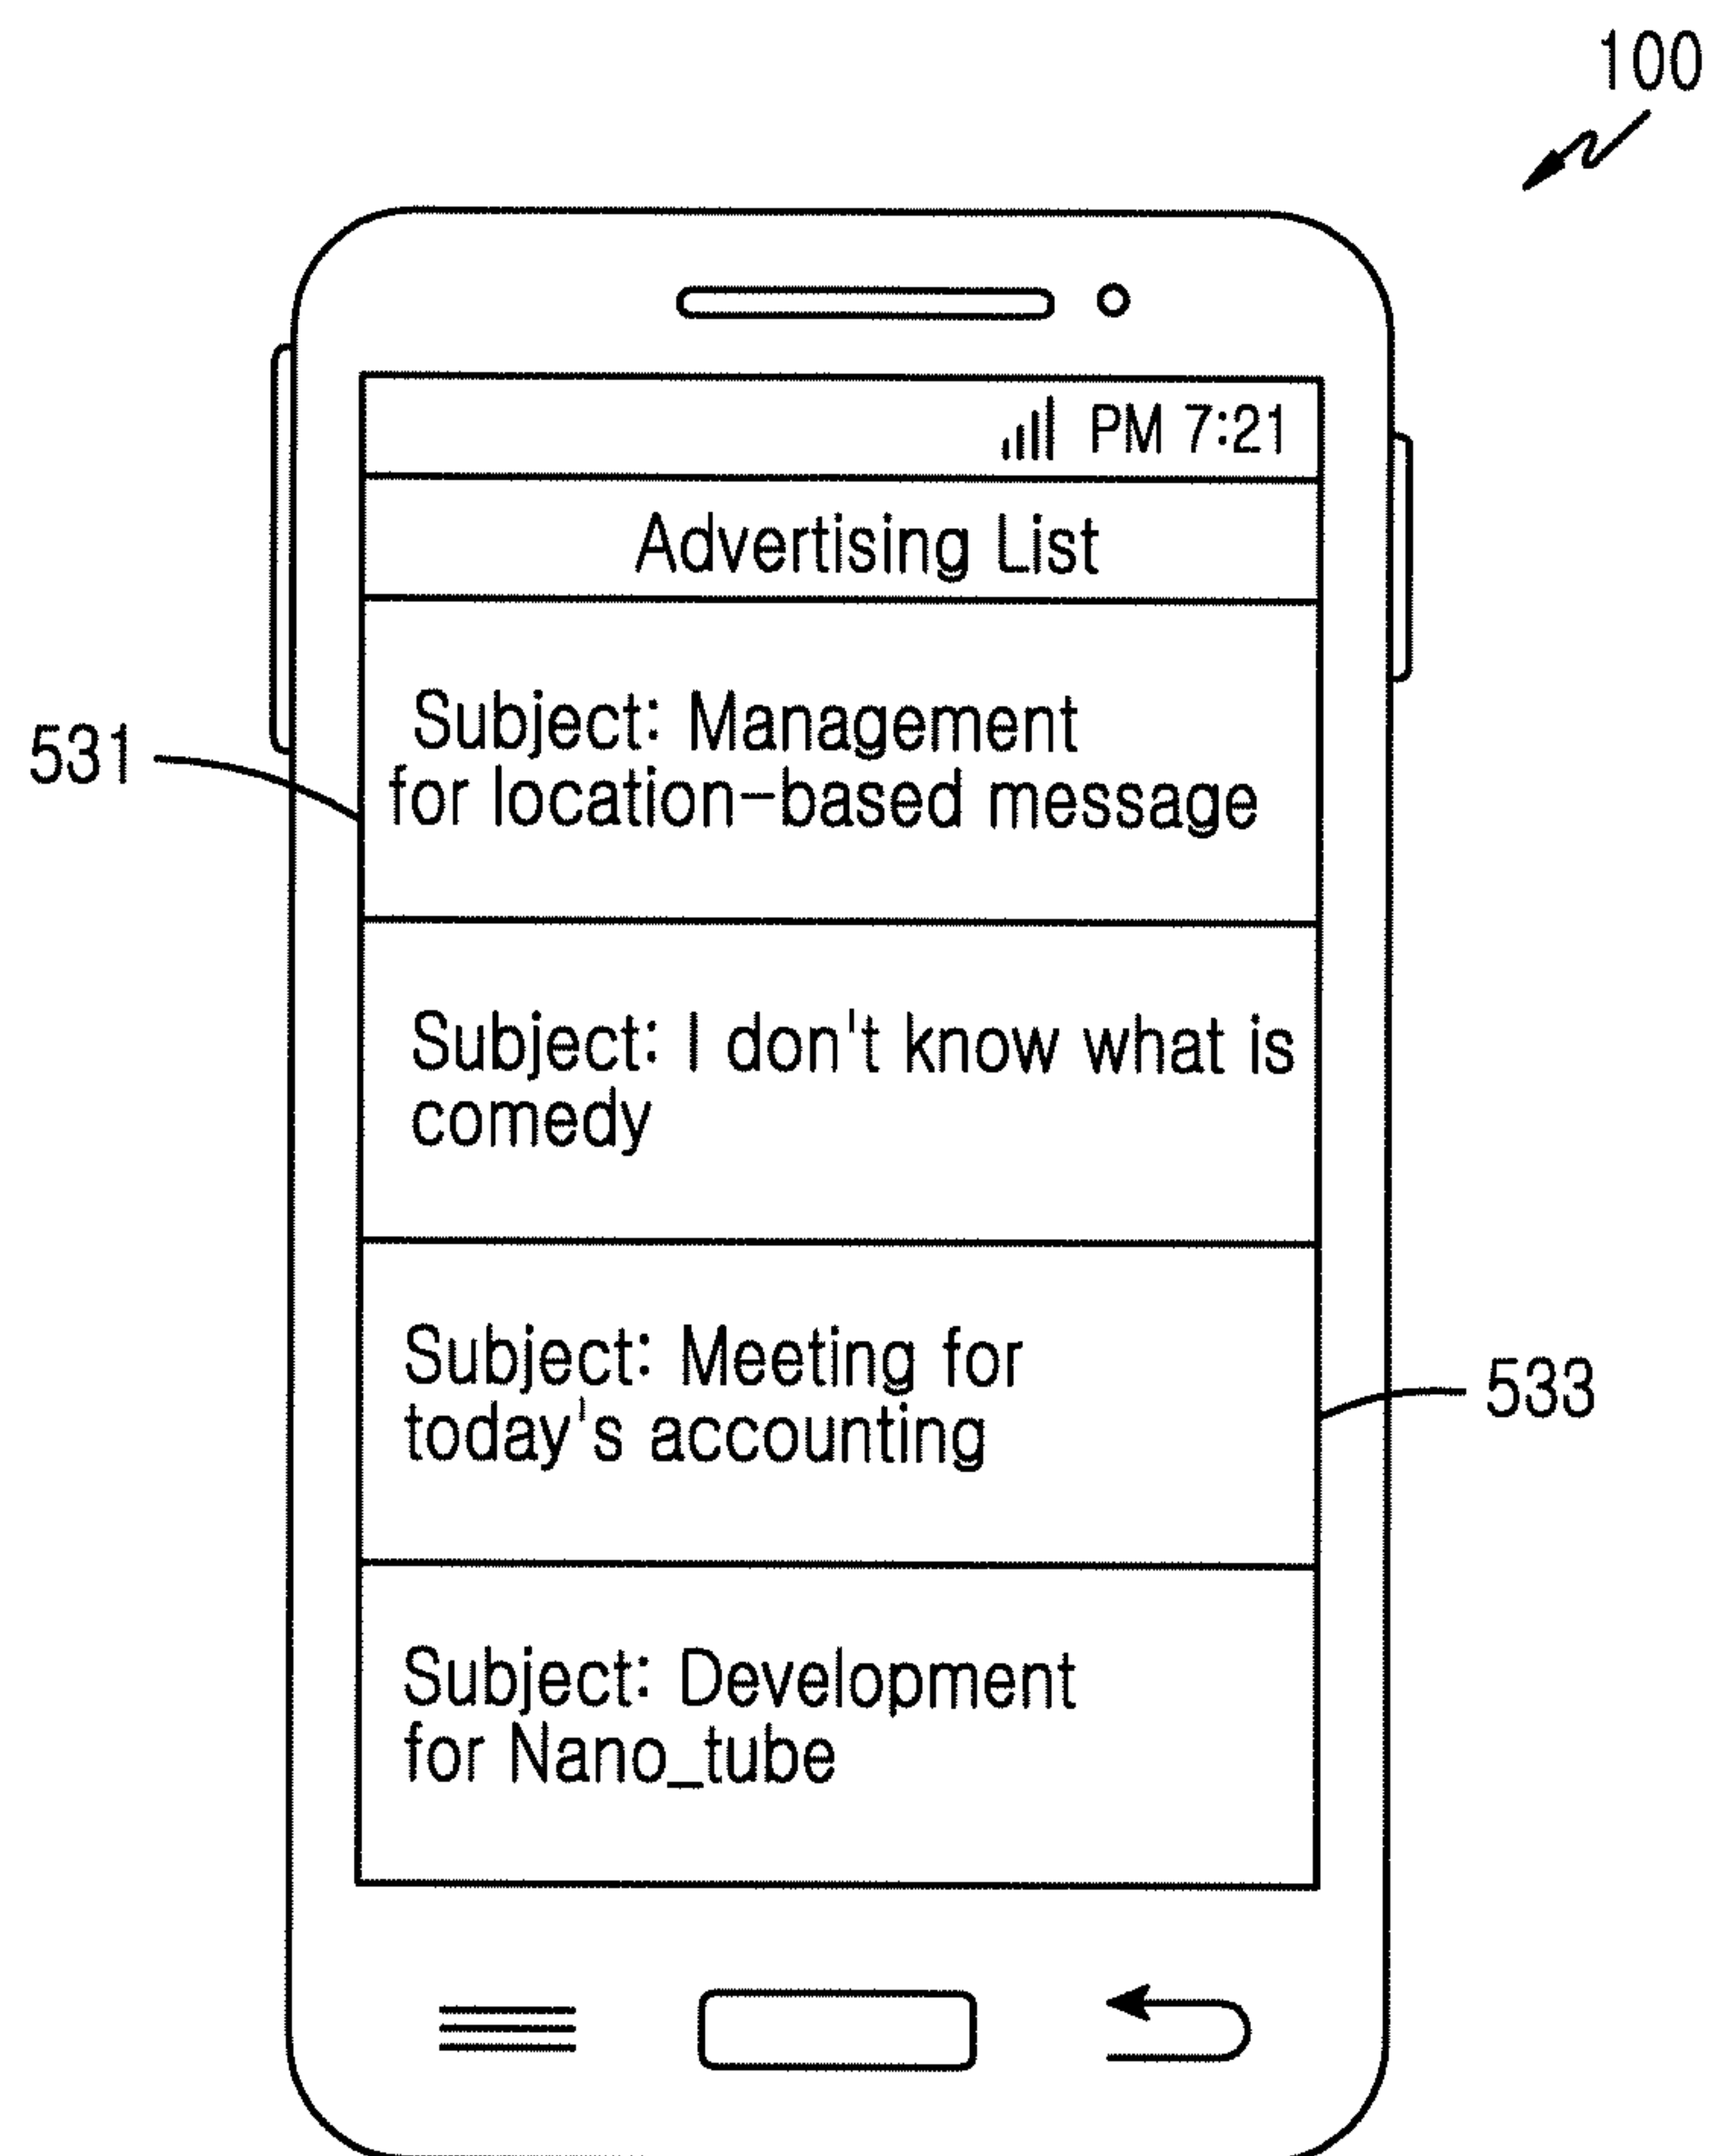 100
PM 7:21
Advertising List
Subject: Management
for location-based message
531
Subject: I don't know what is
comedy
Subject: Meeting for
today's accounting
533
Subject: Development
for Nano_tube